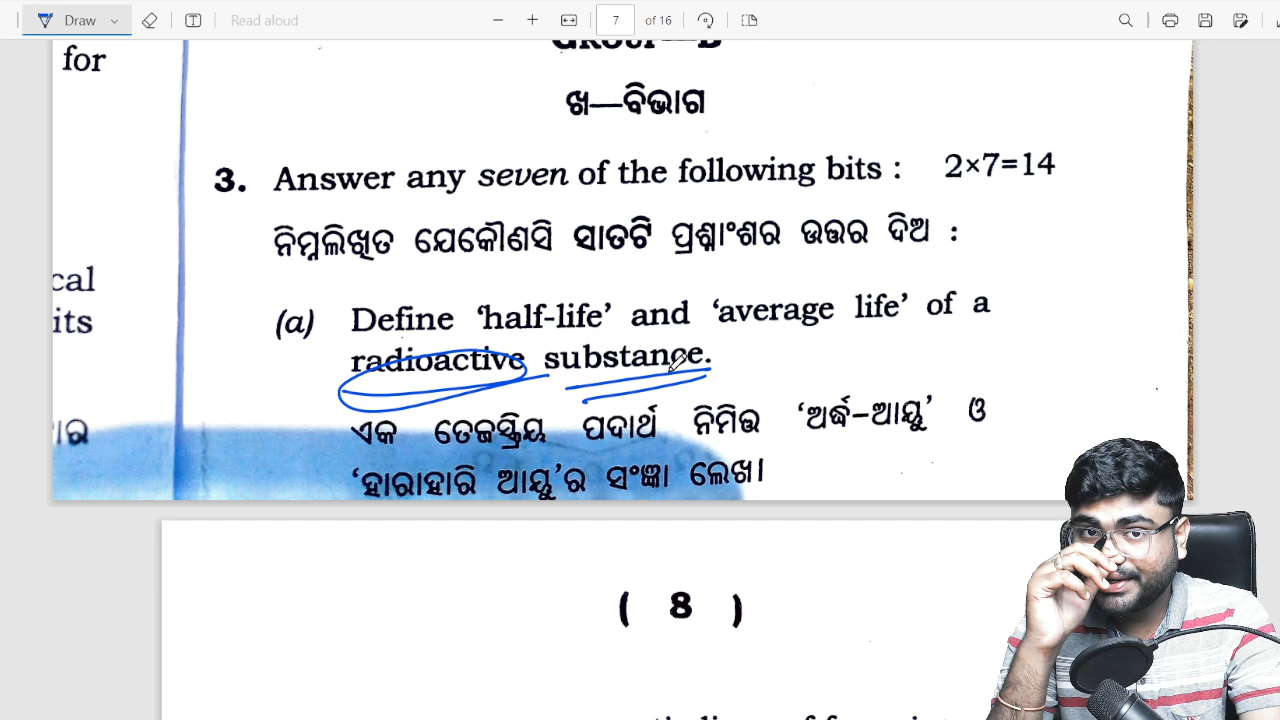 Draw
Read aloud
7 of 16
for
GROUP—B
ଖ—ବିଭାଗ
3. Answer any seven of the following bits : 2×7=14
ନିମ୍ନଲିଖିତ ଯେକୌଣସି ସାତଟି ପ୍ରଶ୍ନାଂଶର ଉତ୍ତର ଦିଅ :
cal
its
(a) Define ‘half-life’ and ‘average life’ of a
radioactive substance.
ଏକ ତେଜସ୍କ୍ରିୟ ପଦାର୍ଥ ନିମିତ୍ତ ‘ଅର୍ଦ୍ଧ-ଆୟୁ’ ଓ
‘ହାରାହାରି ଆୟୁ’ର ସଂଜ୍ଞା ଲେଖ।
( 8 )